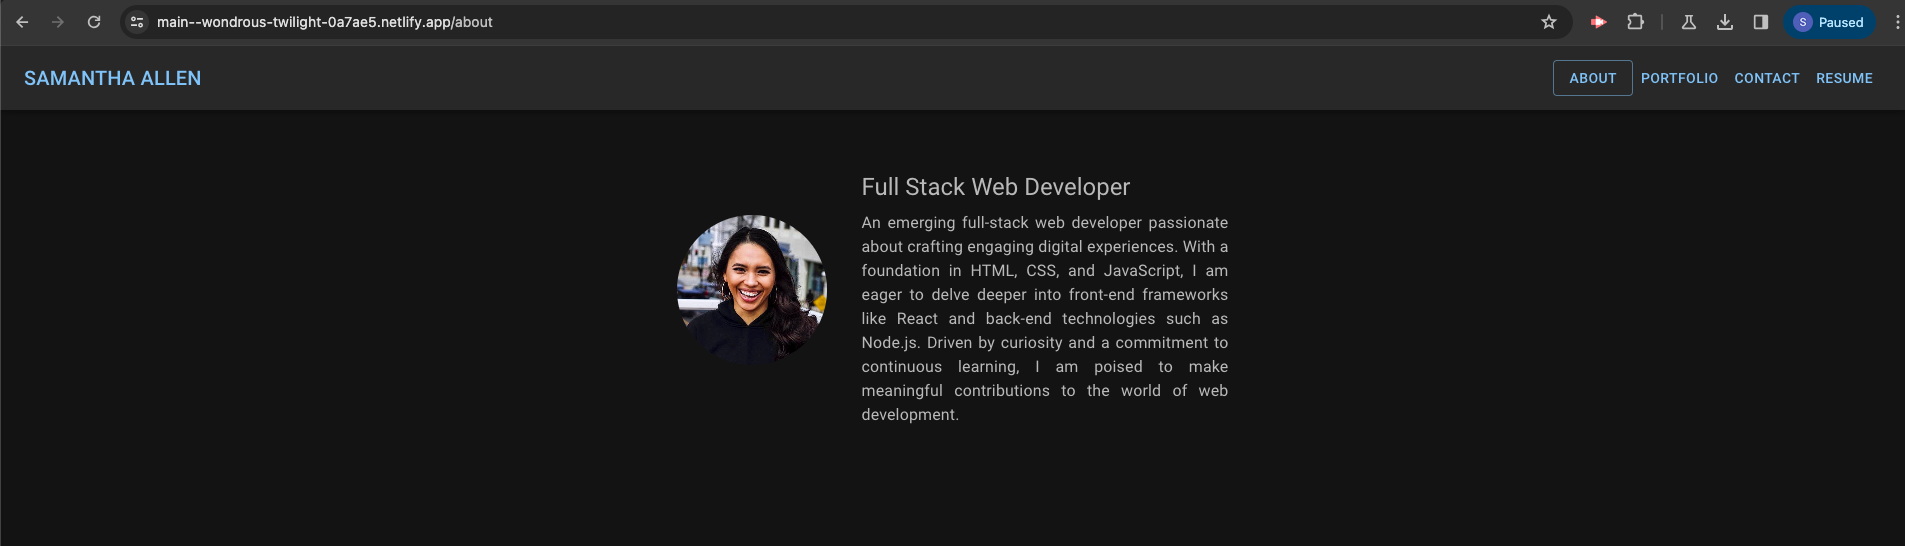 main--wondrous-twilight-0a7ae5.netlify.app/about
S Paused
SAMANTHA ALLEN
ABOUT PORTFOLIO CONTACT RESUME
Full Stack Web Developer
An emerging full-stack web developer passionate
about crafting engaging digital experiences. With a
foundation in HTML, CSS, and JavaScript, I am
eager to delve deeper into front-end frameworks
like React and back-end technologies such as
Node.js. Driven by curiosity and a commitment to
continuous learning, I am poised to make
meaningful contributions to the world of web
development.